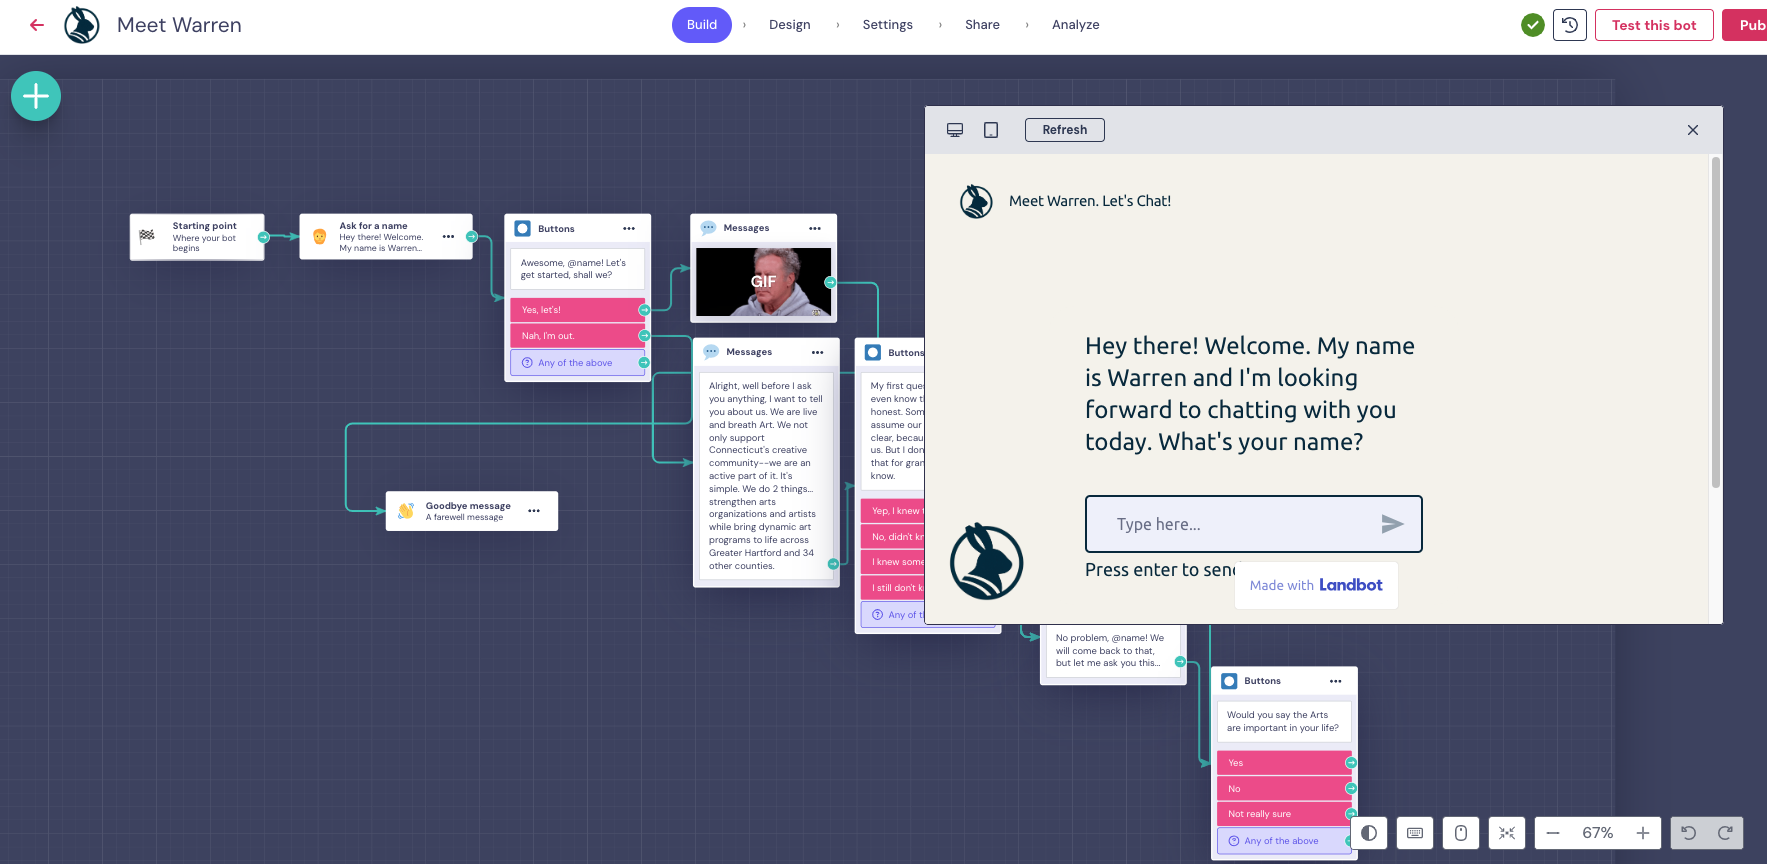 Meet Warren
Build
Design
Settings
Share
Analyze
Test this bot
Refresh
Meet Warren. Let's Chat!
Hey there! Welcome. My name
is Warren and I'm looking
forward to chatting with you
today. What's your name?
Type here...
Press enter to send
Made with Landbot
Starting point
Where your bot
begins
Ask for a name
Hey there! Welcome.
My name is Warren...
Buttons
Awesome, @name! Let's
get started, shall we?
Yes, let's!
Nah, I'm out.
Any of the above
Messages
GIF
Messages
Alright, well before I ask
you anything, I want to tell
you about us. We are live
and breath Art. We not
only support
Connecticut's creative
community--we are an
active part of it. It's
simple. We do 2 things...
strengthen arts
organizations and artists
while bring dynamic art
programs to life across
Greater Hartford and 34
other counties.
Buttons
My first
even know
honest.
assume our
clear,
us. But I
that for
know.
Yep, I knew
No, didn't
I knew
I still don't
Any of
Goodbye message
A farewell message
No problem, @name! We
will come back to that,
but let me ask you this...
Buttons
Would you say the Arts
are important in your life?
Yes
No
Not really sure
Any of the above
67%